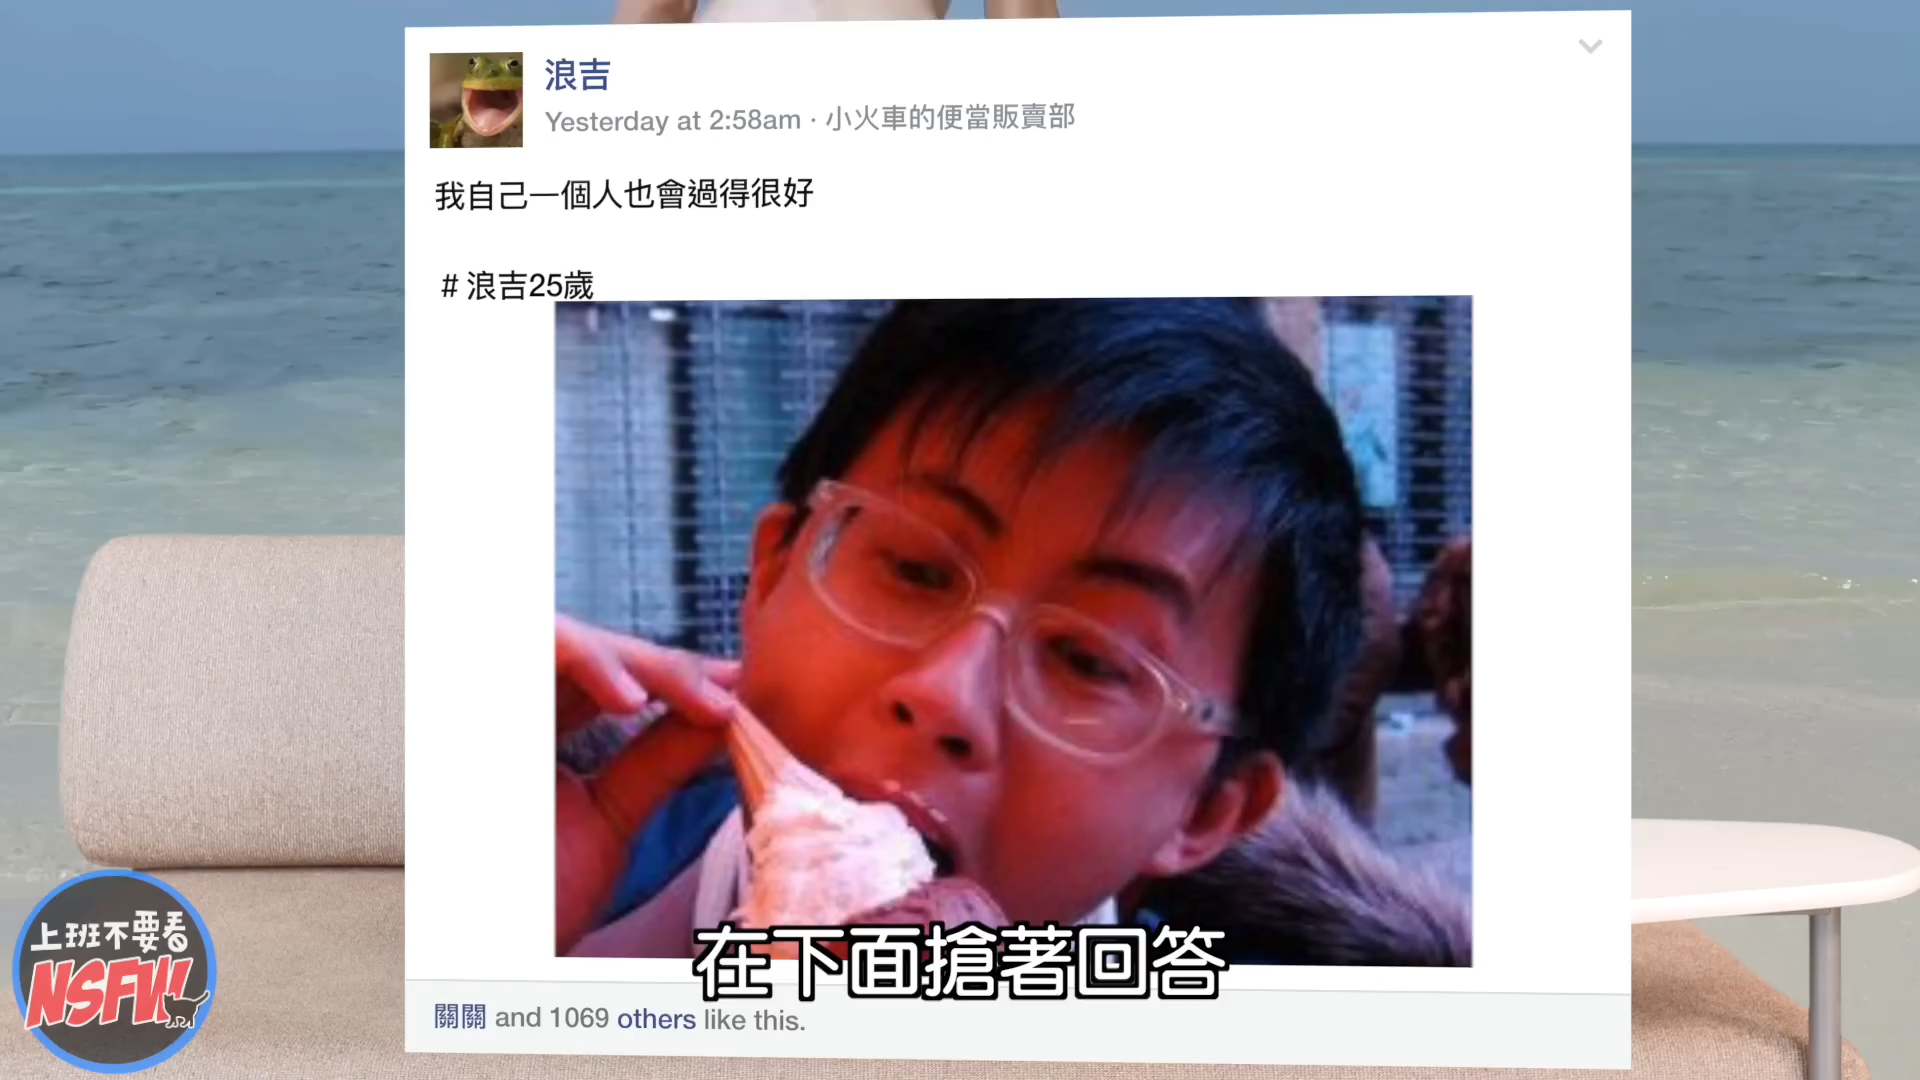 浪吉
Yesterday at 2:58am · 小火車的便當販賣部
我自己一個人也會過得很好
# 浪吉25歲
在下面搶著回答
關關 and 1069 others like this.
上班不要看
NSFW